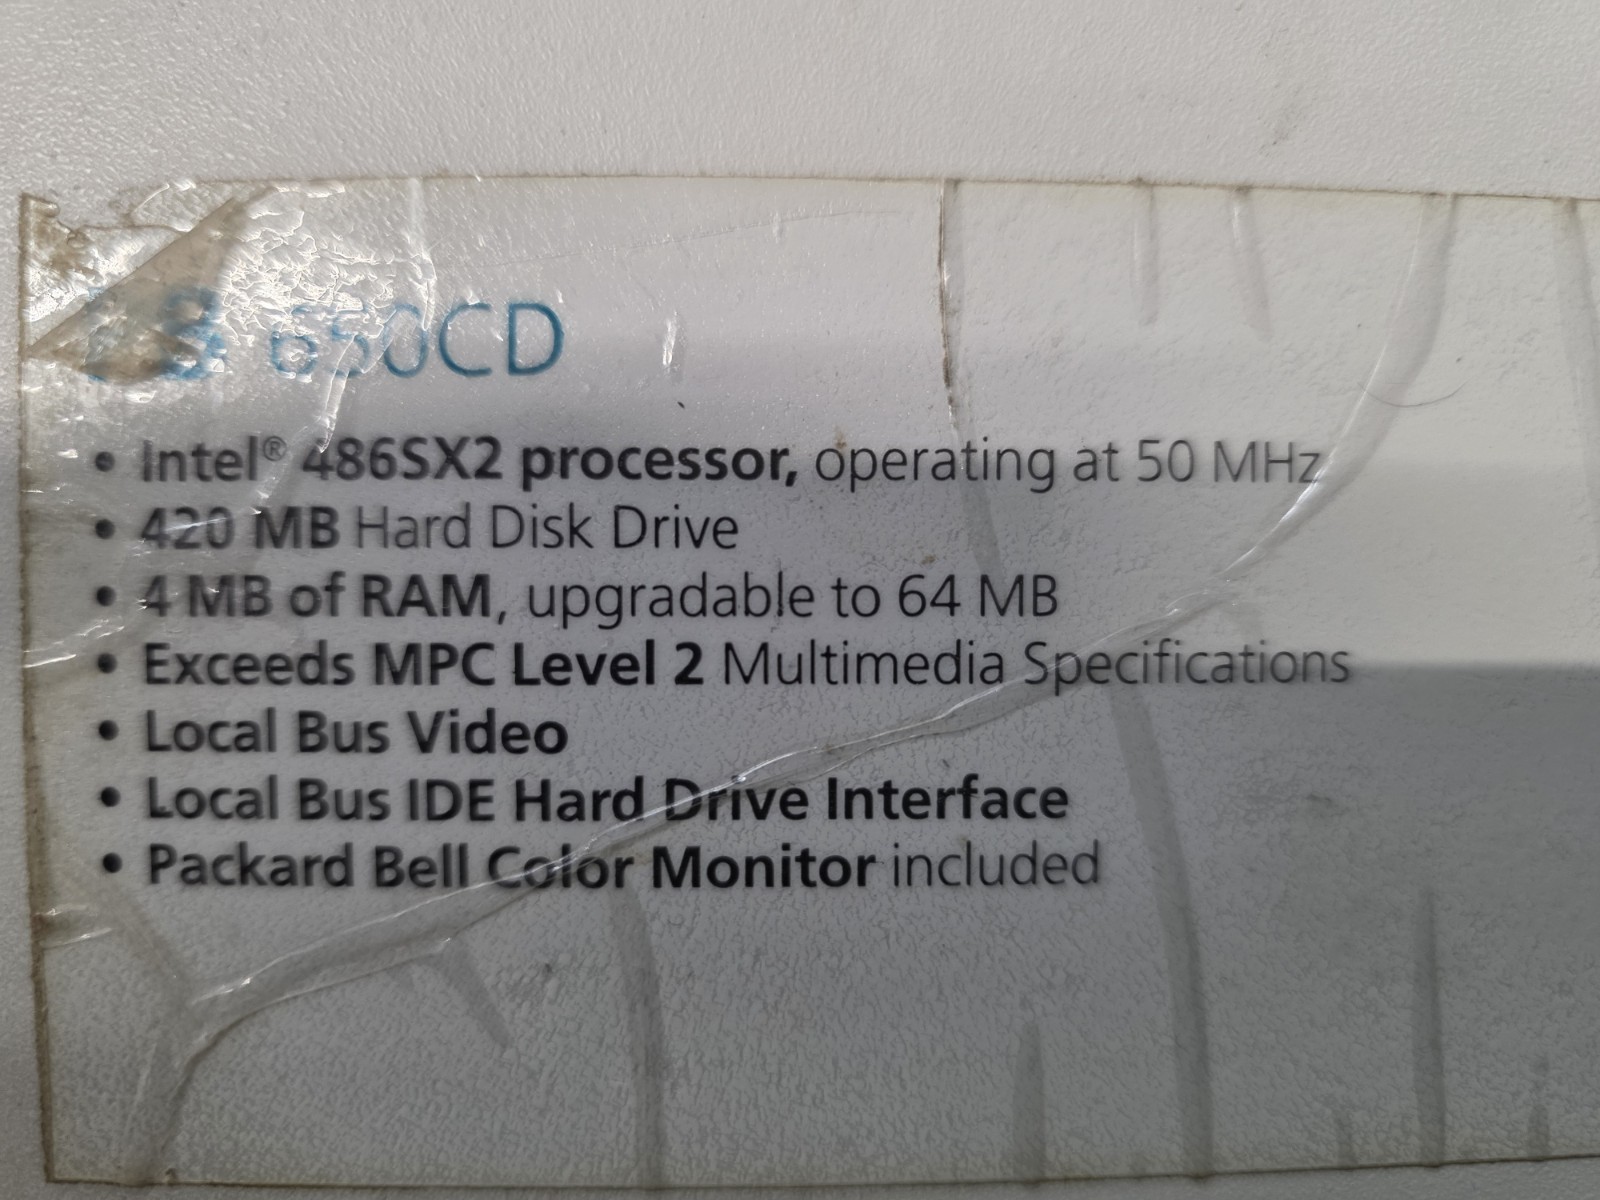 650CD
• Intel® 486SX2 processor, operating at 50 MHz
• 420 MB Hard Disk Drive
• 4 MB of RAM, upgradable to 64 MB
• Exceeds MPC Level 2 Multimedia Specifications
• Local Bus Video
• Local Bus IDE Hard Drive Interface
• Packard Bell Color Monitor included